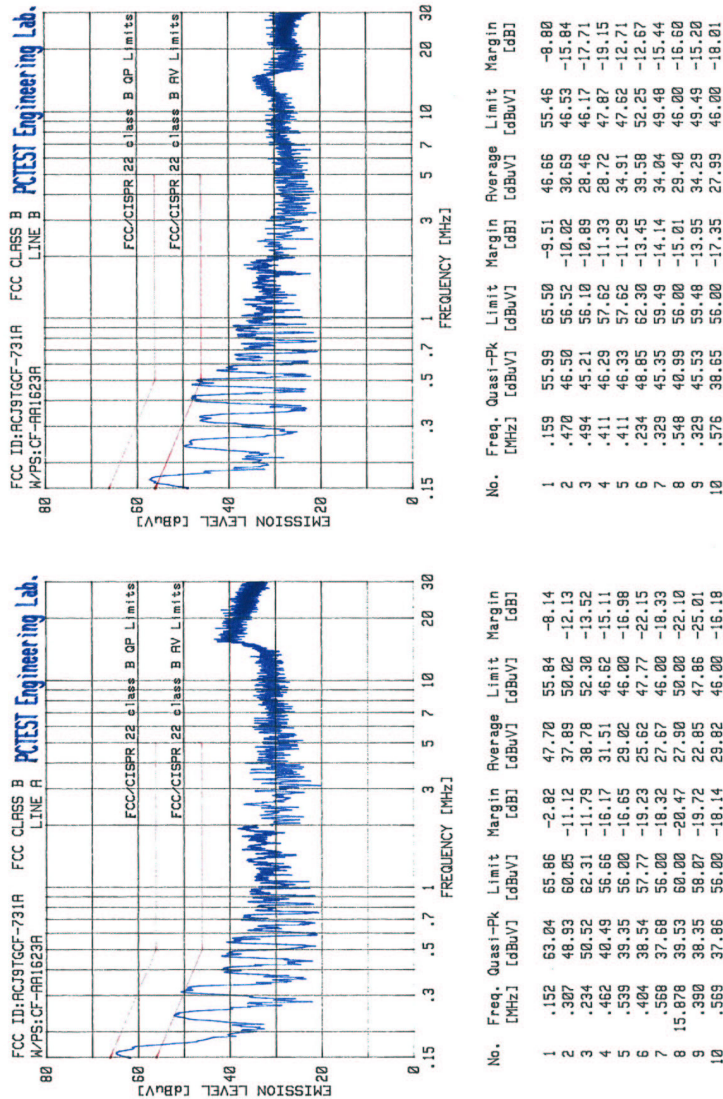 FCC ID:ACJ9TGCF-731A FCC CLASS B PCTEST Engineering Lab.
W/PS:CF-AA1623A LINE A
EMISSION LEVEL [dBuV]
80
60
40
20
0
FCC/CISPR 22 class B QP Limits
FCC/CISPR 22 class B AV Limits
.15 .3 .5 .7 1 3 5 7 10 20 30
FREQUENCY [MHz]
No. Freq. Quasi-Pk Limit Margin Average Limit Margin
[MHz] [dBuV] [dBuV] [dB] [dBuV] [dBuV] [dB]
1 .152 63.04 65.86 -2.82 47.70 55.84 -8.14
2 .307 48.93 60.05 -11.12 37.89 50.02 -12.13
3 .234 50.52 62.31 -11.79 38.78 52.30 -13.52
4 .462 40.49 56.66 -16.17 31.51 46.62 -15.11
5 .539 39.35 56.00 -16.65 29.02 46.00 -16.98
6 .404 38.54 57.77 -19.23 25.62 47.77 -22.15
7 .568 37.68 56.00 -18.32 27.67 46.00 -18.33
8 15.878 39.53 60.00 -20.47 27.90 50.00 -22.10
9 .390 38.35 58.07 -19.72 22.85 47.86 -25.01
10 .569 37.86 56.00 -18.14 29.82 46.00 -16.18
FCC ID:ACJ9TGCF-731A FCC CLASS B PCTEST Engineering Lab.
W/PS:CF-AA1623A LINE B
EMISSION LEVEL [dBuV]
80
60
40
20
0
FCC/CISPR 22 class B QP Limits
FCC/CISPR 22 class B AV Limits
.15 .3 .5 .7 1 3 5 7 10 20 30
FREQUENCY [MHz]
No. Freq. Quasi-Pk Limit Margin Average Limit Margin
[MHz] [dBuV] [dBuV] [dB] [dBuV] [dBuV] [dB]
1 .159 55.99 65.50 -9.51 46.66 55.46 -8.80
2 .470 46.50 56.52 -10.02 30.69 46.53 -15.84
3 .494 45.21 56.10 -10.89 28.46 46.17 -17.71
4 .411 46.29 57.62 -11.33 28.72 47.87 -19.15
5 .411 46.33 57.62 -11.29 34.91 47.62 -12.71
6 .234 48.85 62.30 -13.45 39.58 52.25 -12.67
7 .329 45.35 59.49 -14.14 34.04 49.48 -15.44
8 .548 40.99 56.00 -15.01 29.40 46.00 -16.60
9 .329 45.53 59.48 -13.95 34.29 49.49 -15.20
10 .576 38.65 56.00 -17.35 27.99 46.00 -18.01